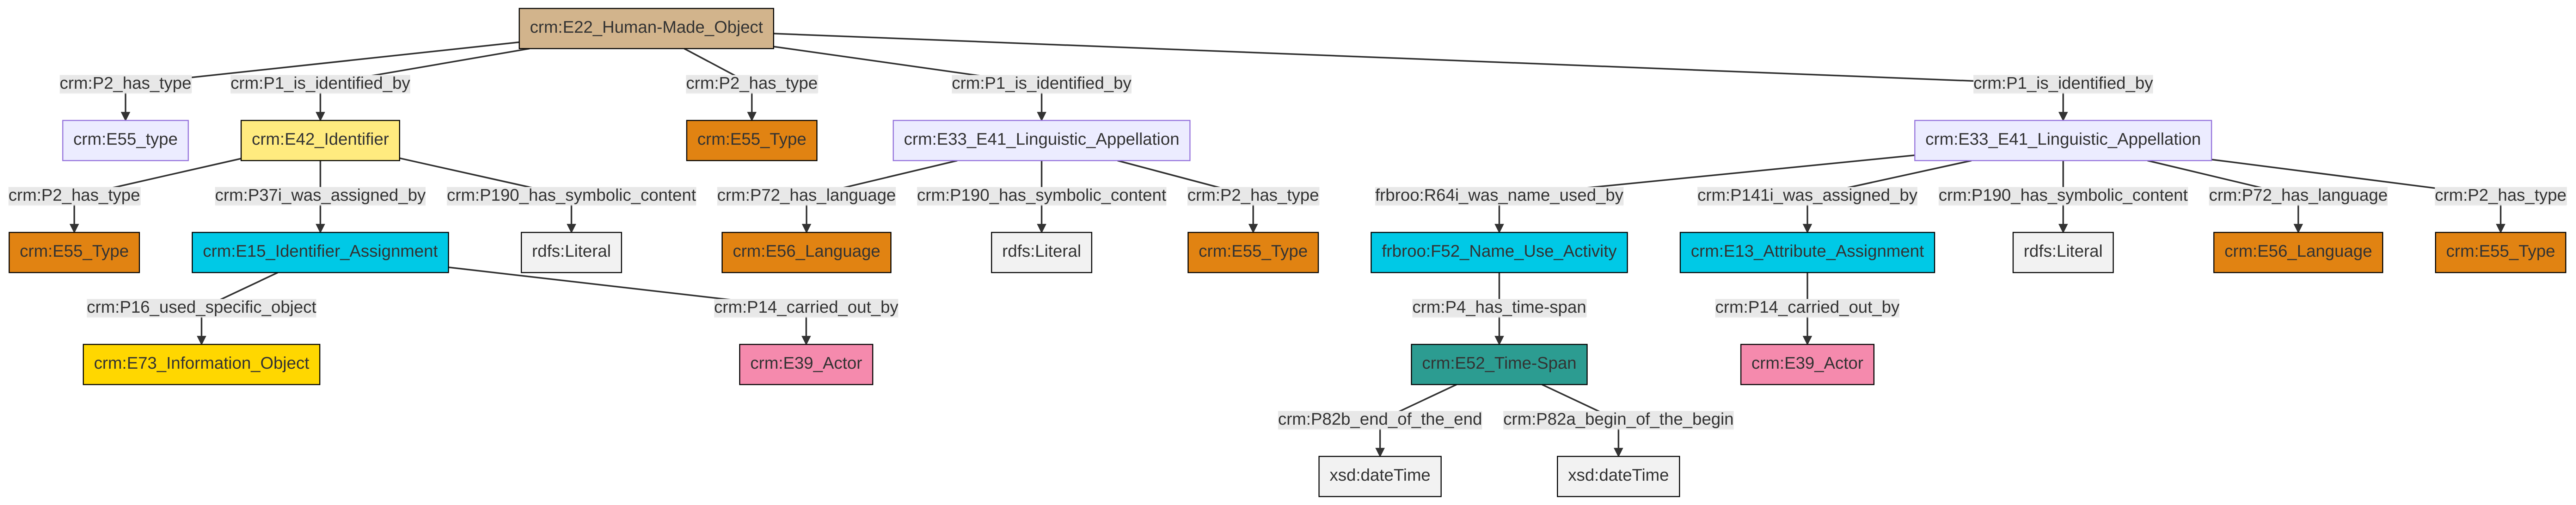 crm:E22_Human-Made_Object
crm:P2_has_type
crm:P1_is_identified_by
crm:P2_has_type
crm:P1_is_identified_by
crm:P1_is_identified_by
crm:E55_type
crm:E42_Identifier
crm:E55_Type
crm:E33_E41_Linguistic_Appellation
crm:E33_E41_Linguistic_Appellation
crm:P2_has_type
crm:P37i_was_assigned_by
crm:P190_has_symbolic_content
crm:P72_has_language
crm:P190_has_symbolic_content
crm:P2_has_type
frbroo:R64i_was_name_used_by
crm:P141i_was_assigned_by
crm:P190_has_symbolic_content
crm:P72_has_language
crm:P2_has_type
crm:E55_Type
crm:E15_Identifier_Assignment
rdfs:Literal
crm:E56_Language
rdfs:Literal
crm:E55_Type
frbroo:F52_Name_Use_Activity
crm:E13_Attribute_Assignment
rdfs:Literal
crm:E56_Language
crm:E55_Type
crm:P16_used_specific_object
crm:P14_carried_out_by
crm:P4_has_time-span
crm:P14_carried_out_by
crm:E73_Information_Object
crm:E39_Actor
crm:E52_Time-Span
crm:E39_Actor
crm:P82b_end_of_the_end
crm:P82a_begin_of_the_begin
xsd:dateTime
xsd:dateTime